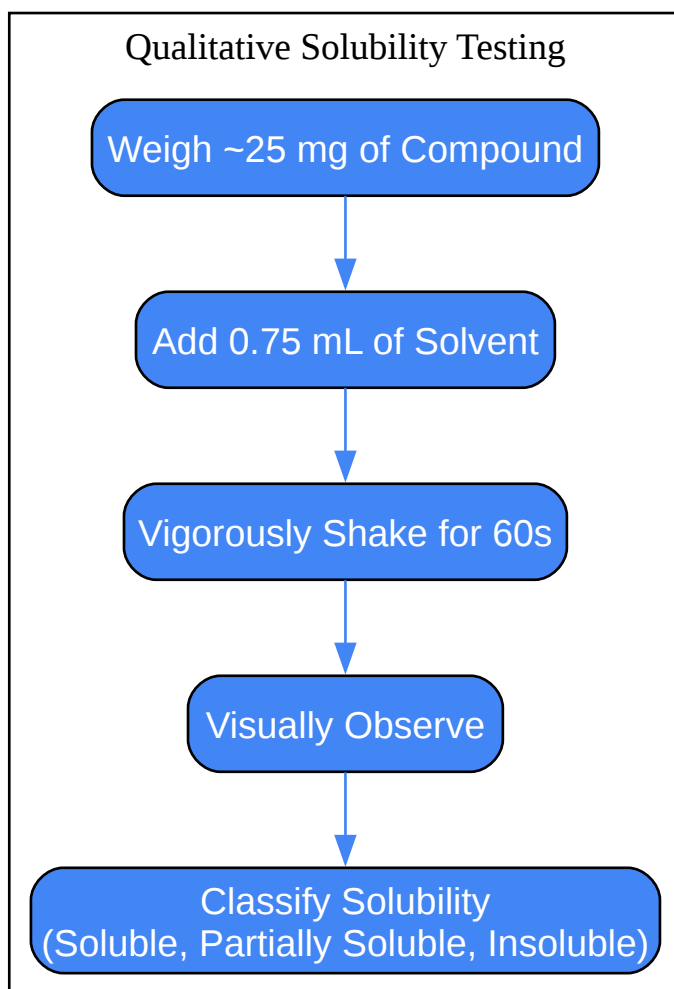 Qualitative Solubility Testing
Weigh ~25 mg of Compound
Add 0.75 mL of Solvent
Vigorously Shake for 60s
Visually Observe
Classify Solubility
(Soluble, Partially Soluble, Insoluble)